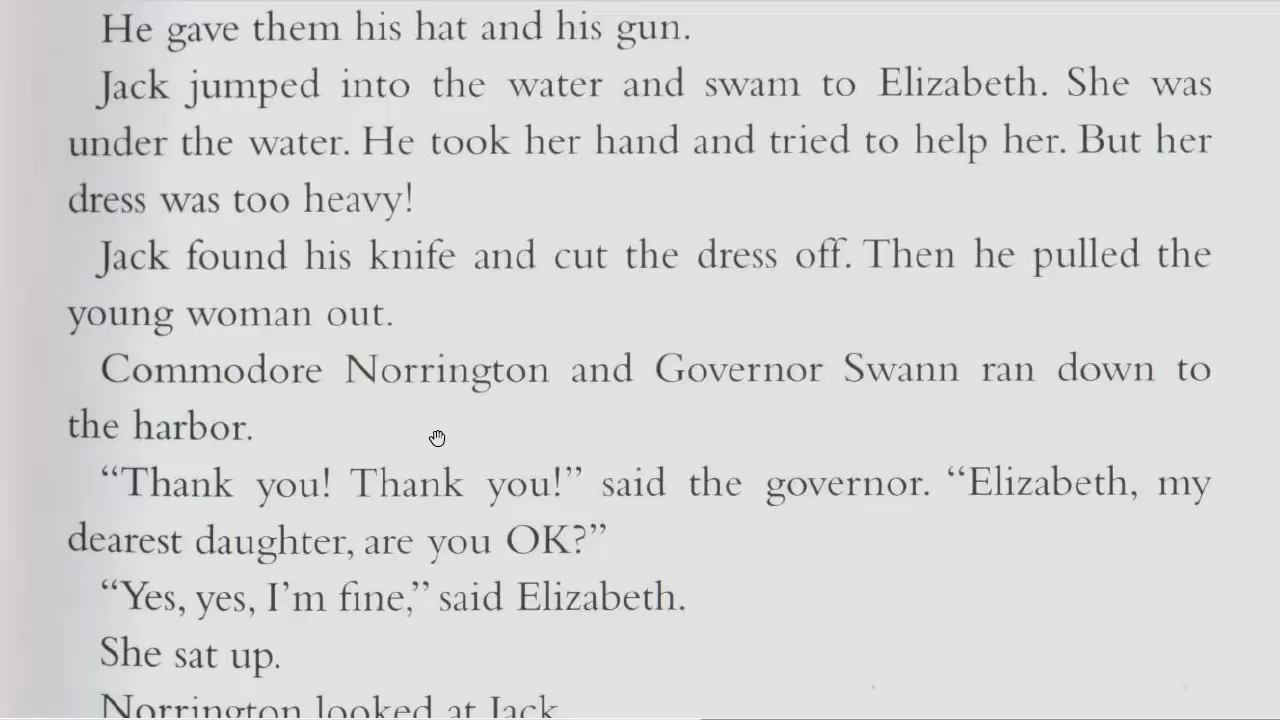 He gave them his hat and his gun.
Jack jumped into the water and swam to Elizabeth. She was
under the water. He took her hand and tried to help her. But her
dress was too heavy!
Jack found his knife and cut the dress off. Then he pulled the
young woman out.
Commodore Norrington and Governor Swann ran down to
the harbor.
“Thank you! Thank you!” said the governor. “Elizabeth, my
dearest daughter, are you OK?”
“Yes, yes, I’m fine,” said Elizabeth.
She sat up.
Norrington looked at Jack.